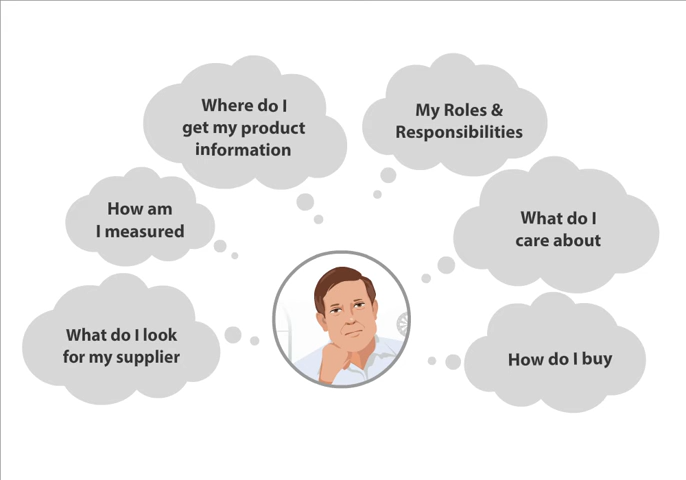 Where do I
get my product
information
My Roles &
Responsibilities
How am
I measured
What do I
care about
What do I look
for my supplier
How do I buy